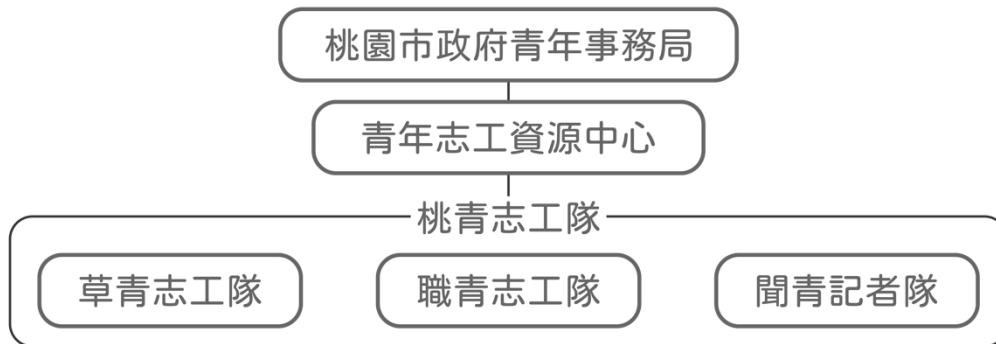 桃園市政府青年事務局
青年志工資源中心
桃青志工隊
草青志工隊
職青志工隊
聞青記者隊